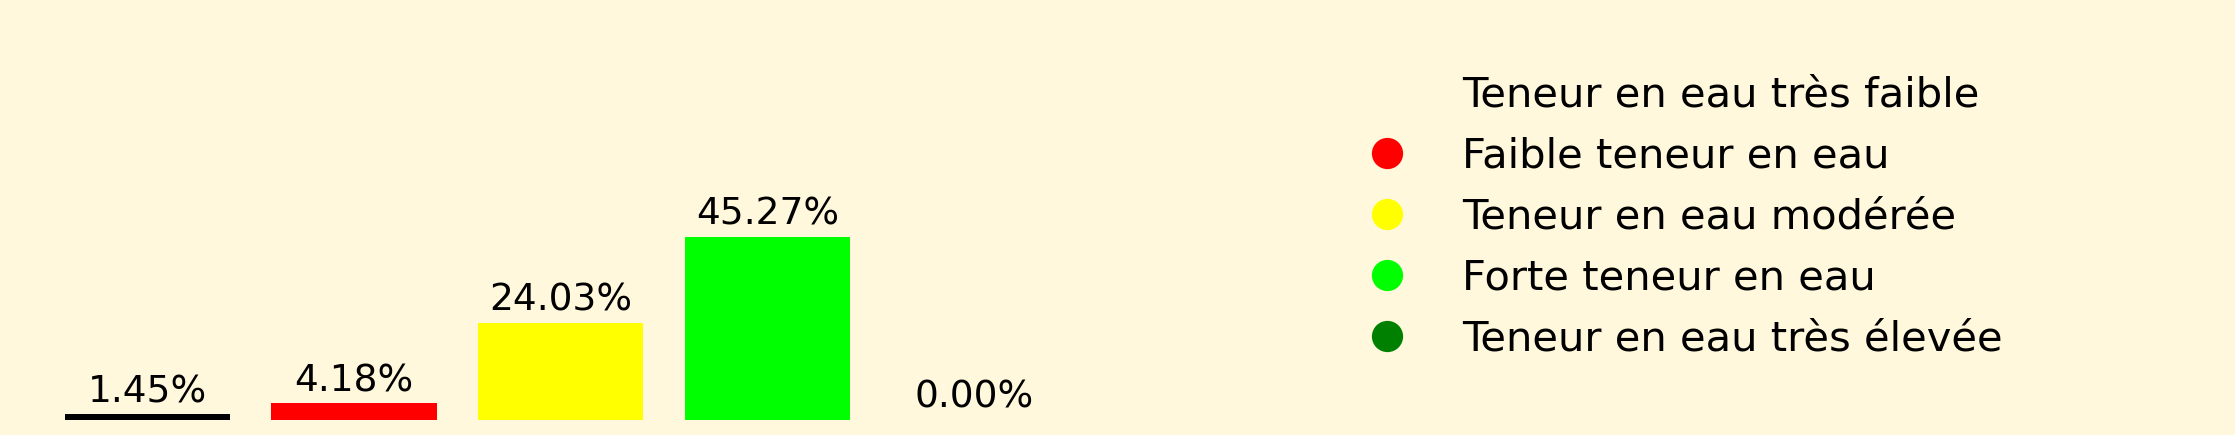 1.45%
4.18%
24.03%
45.27%
0.00%
Teneur en eau très faible
Faible teneur en eau
Teneur en eau modérée
Forte teneur en eau
Teneur en eau très élevée